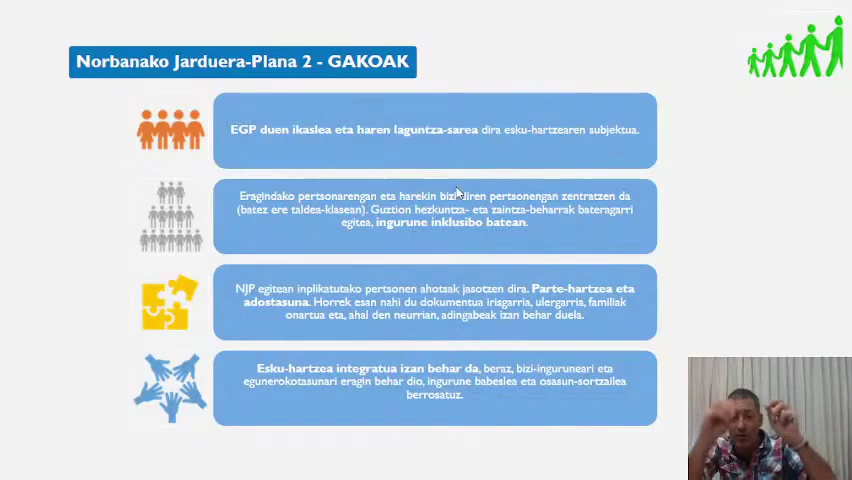 Norbanako Jarduera-Plana 2 - GAKOAK
EGP duen ikaslea eta haren laguntza-sarea dira esku-hartzearen subjektua.
Eragindako pertsonarengan eta harekin bizi diren pertsonengan zentratzen da
(batez ere taldea-klasean). Guztion hezkuntza- eta zaintza-beharrak bateragarri
egitea, ingurune inklusibo batean.
NJP egitean inplikatutako pertsonen ahotsak jasotzen dira. Parte-hartzea eta
adostasuna. Horrek esan nahi du dokumentua irisgarria, ulergarria, familiak
onartua eta, ahal den neurrian, adingabeak izan behar duela.
Esku-hartzea integratua izan behar da, beraz, bizi-inguruneari eta
egunerokotasunari eragin behar dio, ingurune babeslea eta osasun-sortzailea
berrosatuz.